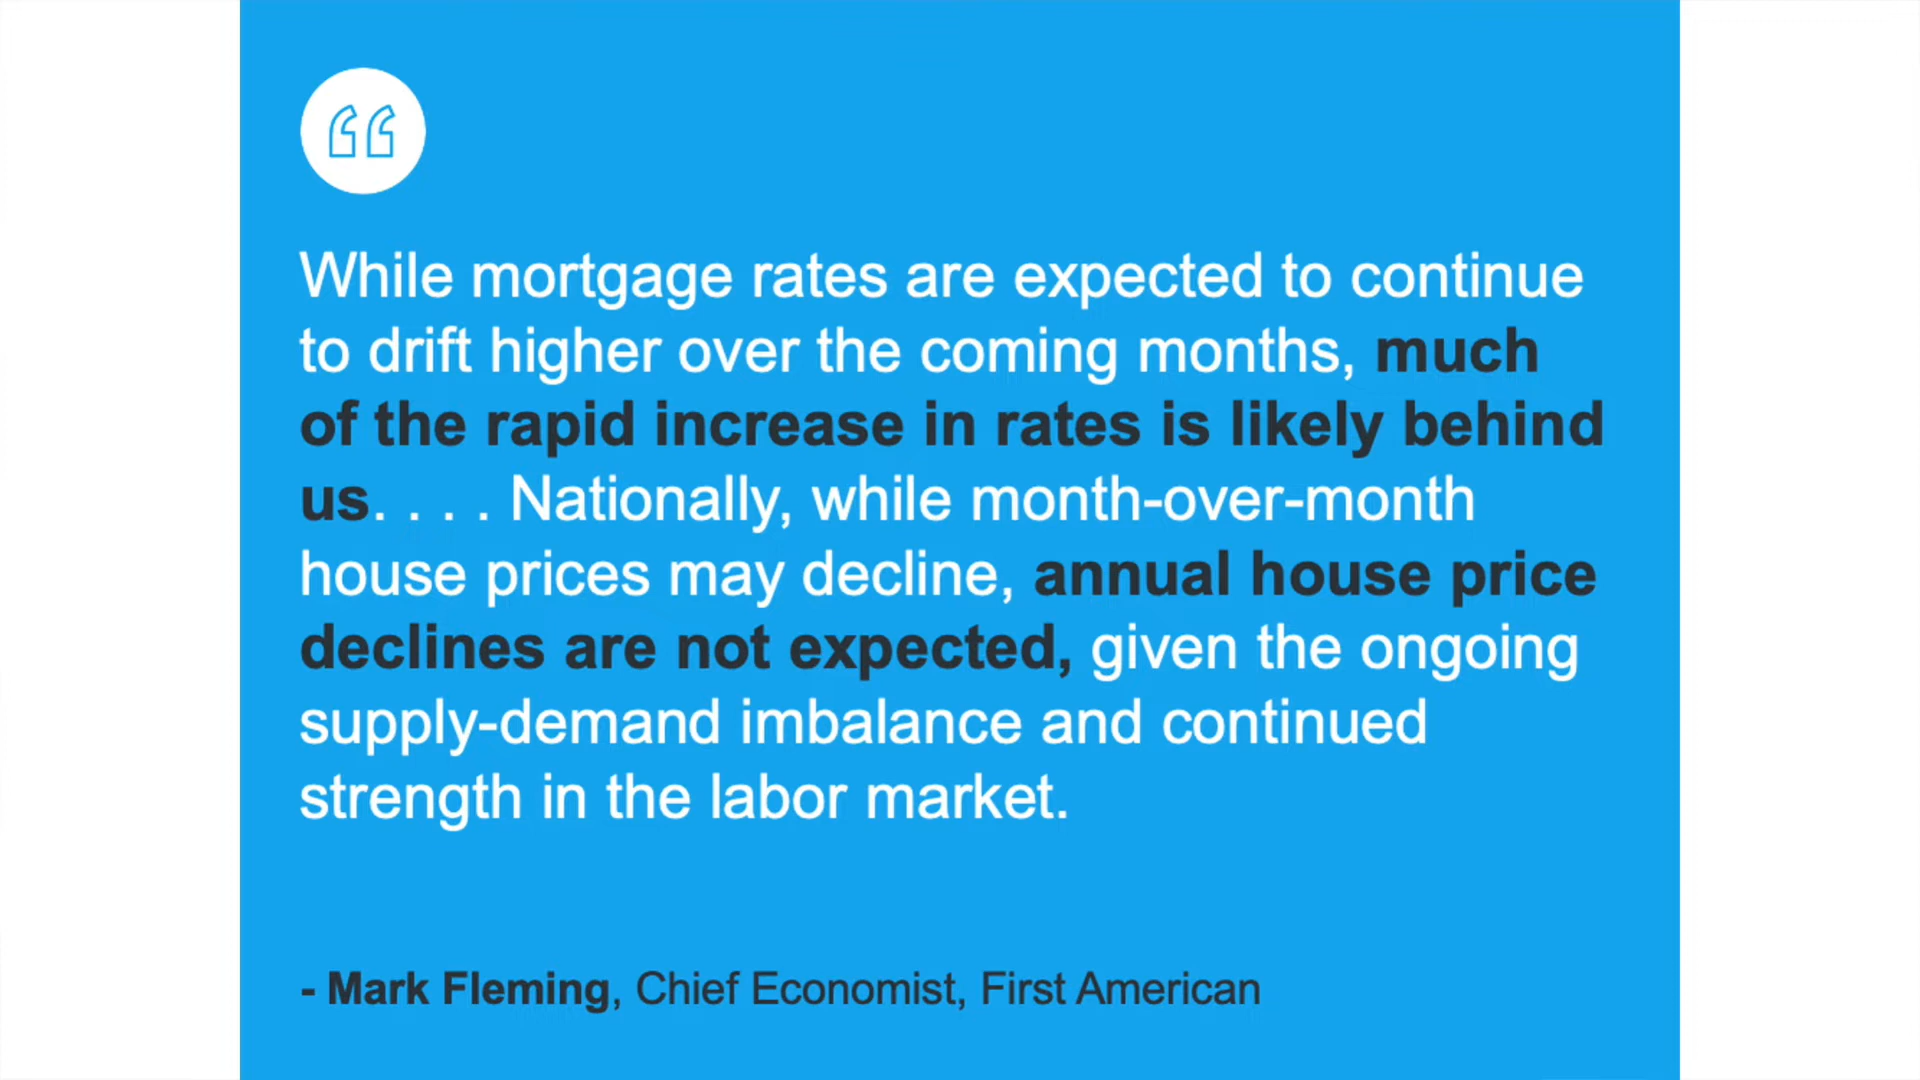 “
While mortgage rates are expected to continue
to drift higher over the coming months, much
of the rapid increase in rates is likely behind
us. . . . Nationally, while month-over-month
house prices may decline, annual house price
declines are not expected, given the ongoing
supply-demand imbalance and continued
strength in the labor market.
- Mark Fleming, Chief Economist, First American